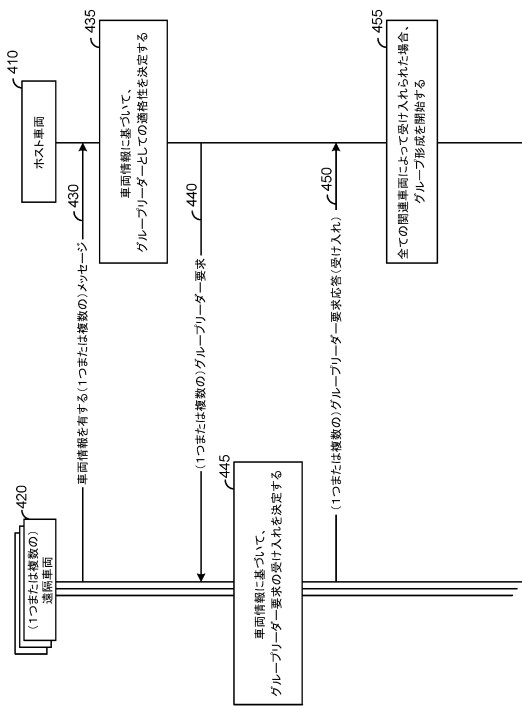 420
(1つまたは複数の)
遠隔車両
410
ホスト車両
車両情報を有する(1つまたは複数の)メッセージ
430
435
車両情報に基づいて、
グループリーダーとしての適格性を決定する
(1つまたは複数の)グループリーダー要求
440
445
車両情報に基づいて、
グループリーダー要求の受け入れを決定する
(1つまたは複数の)グループリーダー要求応答(受け入れ)
450
455
全ての関連車両によって受け入れられた場合、
グループ形成を開始する